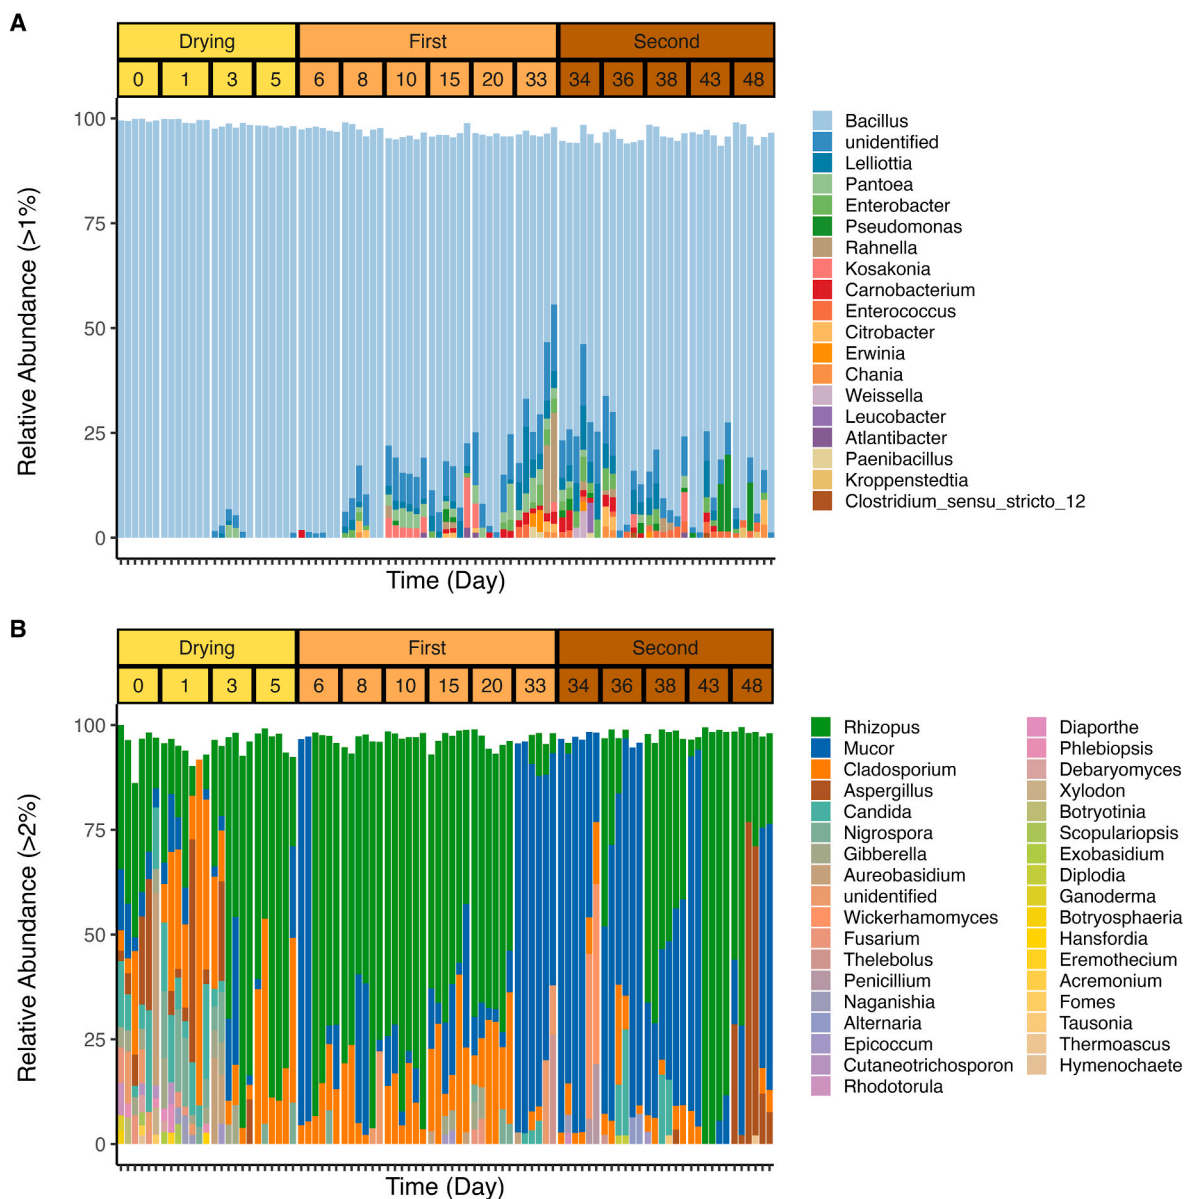 A
Drying First Second
0 1 3 5 6 8 10 15 20 33 34 36 38 43 48
Relative Abundance (>1%)
100
75
50
25
0
Time (Day)
Bacillus
unidentified
Lelliottia
Pantoea
Enterobacter
Pseudomonas
Rahnella
Kosakonia
Carnobacterium
Enterococcus
Citrobacter
Erwinia
Chania
Weissella
Leucobacter
Atlantibacter
Paenibacillus
Kroppenstedtia
Clostridium_sensu_stricto_12
B
Drying First Second
0 1 3 5 6 8 10 15 20 33 34 36 38 43 48
Relative Abundance (>2%)
100
75
50
25
0
Time (Day)
Rhizopus
Mucor
Cladosporium
Aspergillus
Candida
Nigrospora
Gibberella
Aureobasidium
unidentified
Wickerhamomyces
Fusarium
Thelebolus
Penicillium
Naganishia
Alternaria
Epicoccum
Cutaneotrichosporon
Rhodotorula
Diaporthe
Phlebiopsis
Debaryomyces
Xylodon
Botryotinia
Scopulariopsis
Exobasidium
Diplodia
Ganoderma
Botryosphaeria
Hansfordia
Eremothecium
Acremonium
Fomes
Tausonia
Thermoascus
Hymenochaete